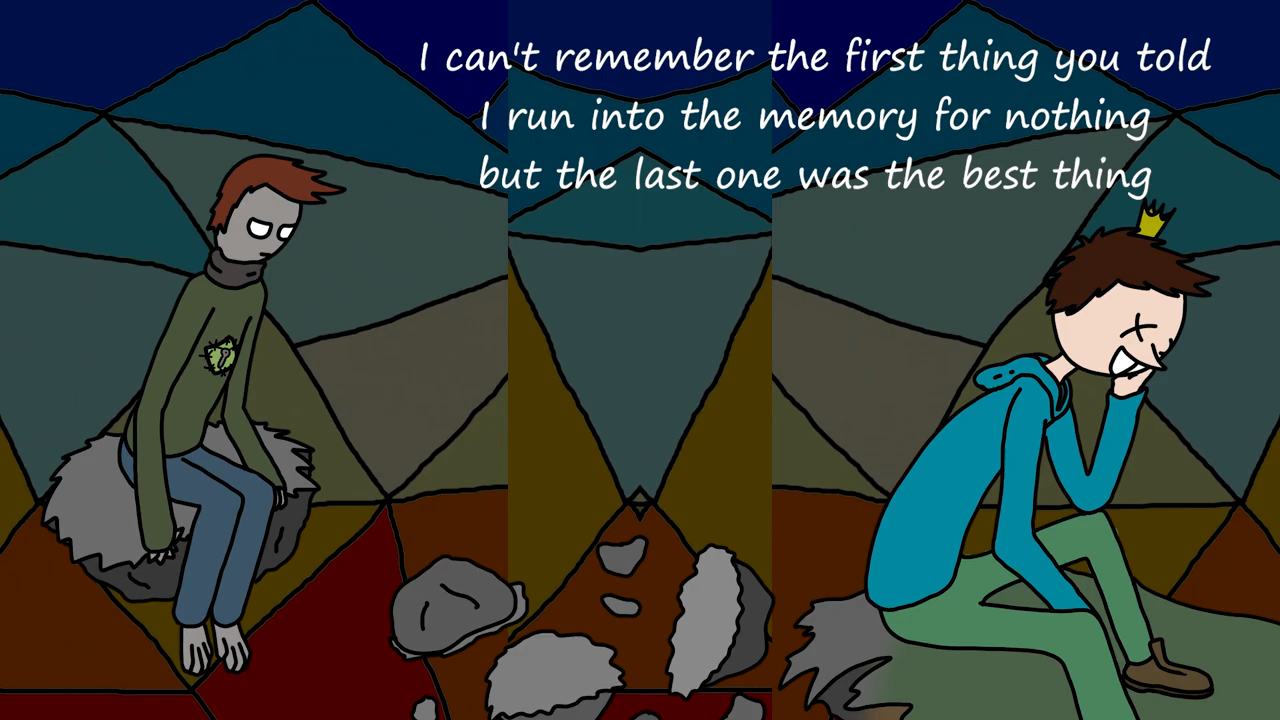 I can't remember the first thing you told
I run into the memory for nothing
but the last one was the best thing